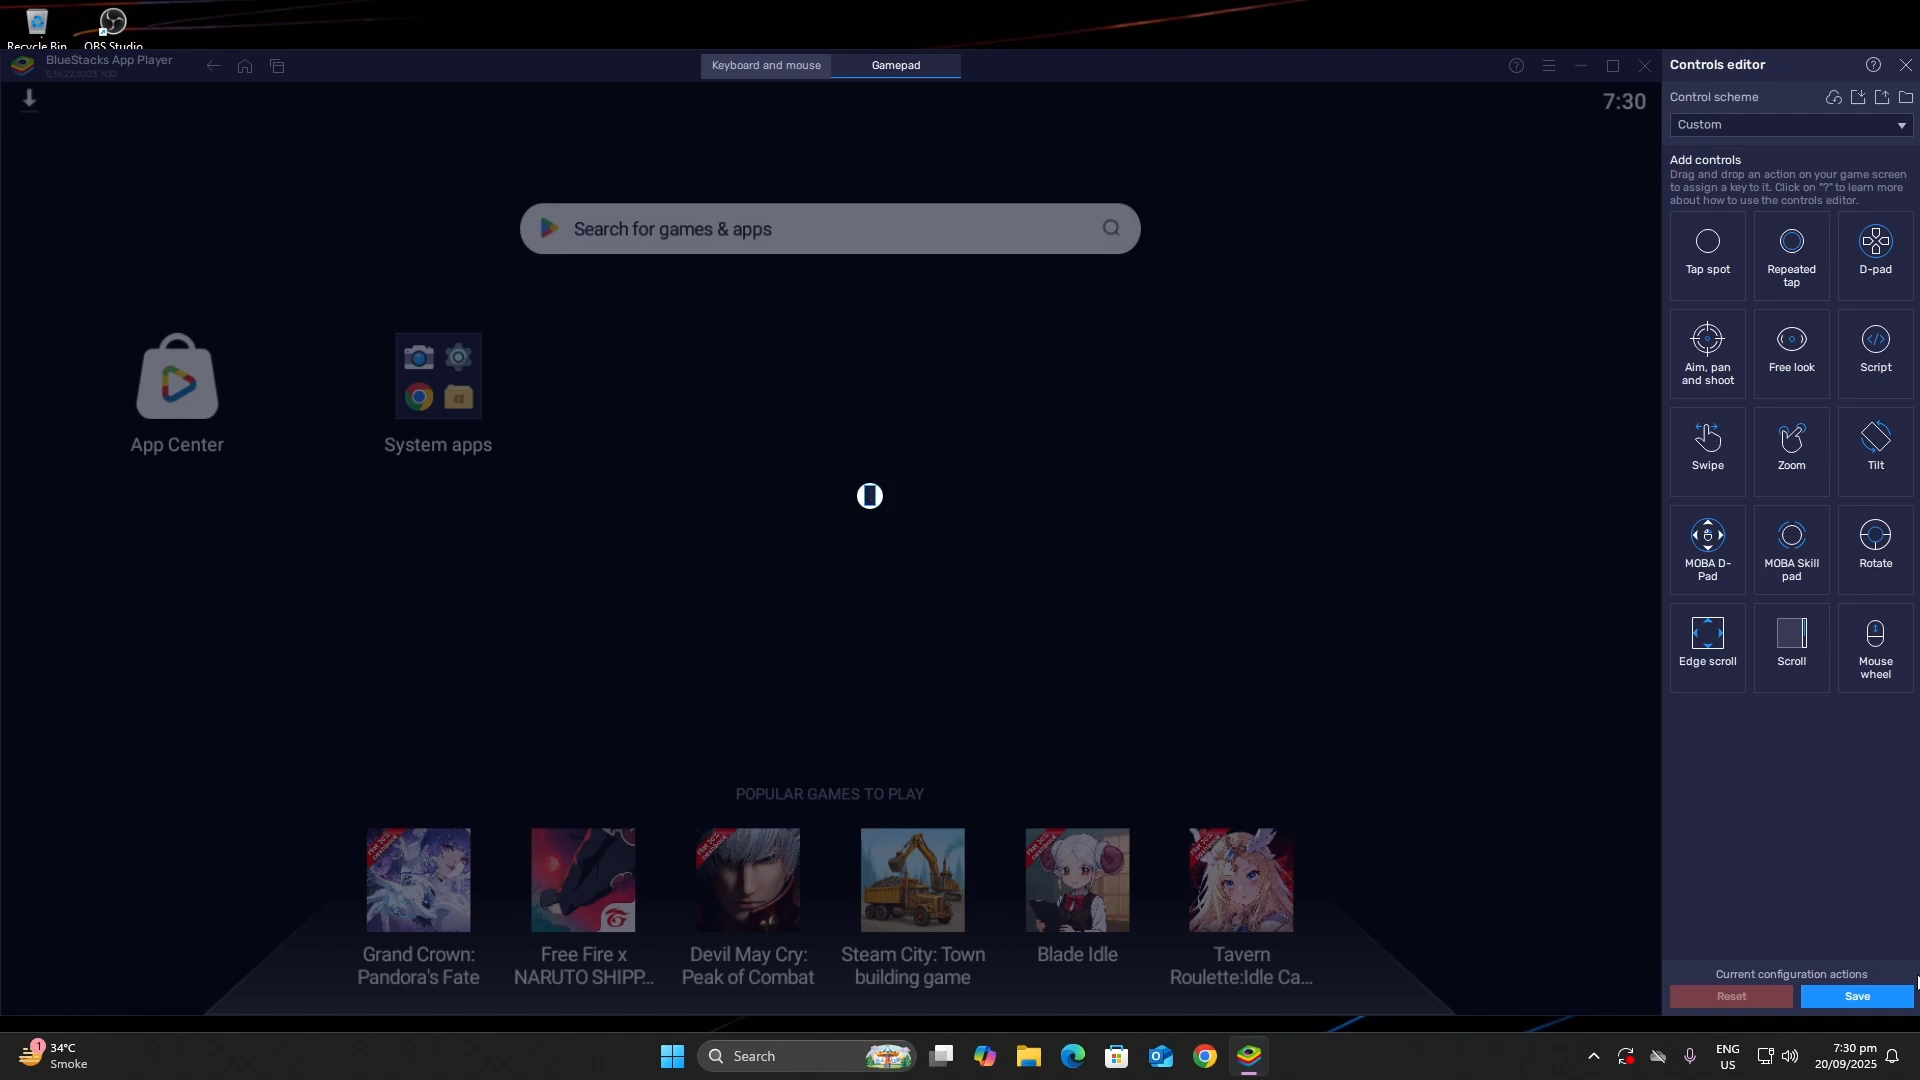 Recycle Bin
OBS Studio
BlueStacks App Player
5.14.22.1003 N32
Keyboard and mouse
Gamepad
Controls editor
7:30
Control scheme
Custom
Add controls
Drag and drop an action on your game screen
to assign a key to it. Click on "?" to learn more
about how to use the controls editor.
Search for games & apps
Tap spot
Repeated
tap
D-pad
Aim, pan
and shoot
Free look
Script
App Center
System apps
Swipe
Zoom
Tilt
MOBA D-
Pad
MOBA Skill
pad
Rotate
Edge scroll
Scroll
Mouse
wheel
POPULAR GAMES TO PLAY
Grand Crown:
Pandora's Fate
Free Fire x
NARUTO SHIPP...
Devil May Cry:
Peak of Combat
Steam City: Town
building game
Blade Idle
Tavern
Roulette:Idle Ca...
Current configuration actions
Reset
Save
1
34°C
Smoke
Search
ENG
US
7:30 pm
20/09/2025